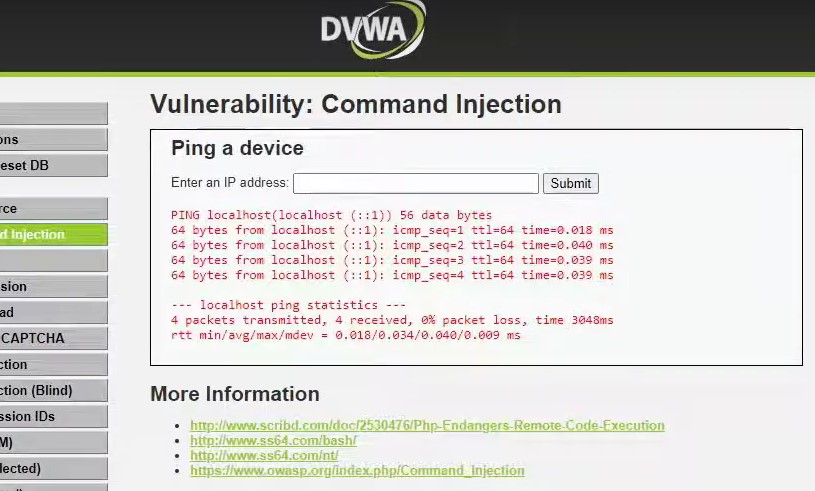 DVWA
ons
eset DB
rce
d Injection
sion
ad
CAPTCHA
ction
ction (Blind)
ssion IDs
M)
lected)
Vulnerability: Command Injection
Ping a device
Enter an IP address:
Submit
PING localhost(localhost (::1)) 56 data bytes
64 bytes from localhost (::1): icmp_seq=1 ttl=64 time=0.018 ms
64 bytes from localhost (::1): icmp_seq=2 ttl=64 time=0.040 ms
64 bytes from localhost (::1): icmp_seq=3 ttl=64 time=0.039 ms
64 bytes from localhost (::1): icmp_seq=4 ttl=64 time=0.039 ms
--- localhost ping statistics ---
4 packets transmitted, 4 received, 0% packet loss, time 3048ms
rtt min/avg/max/mdev = 0.018/0.034/0.040/0.009 ms
More Information
http://www.scribd.com/doc/2530476/Php-Endangers-Remote-Code-Execution
http://www.ss64.com/bash/
http://www.ss64.com/nt/
https://www.owasp.org/index.php/Command_Injection